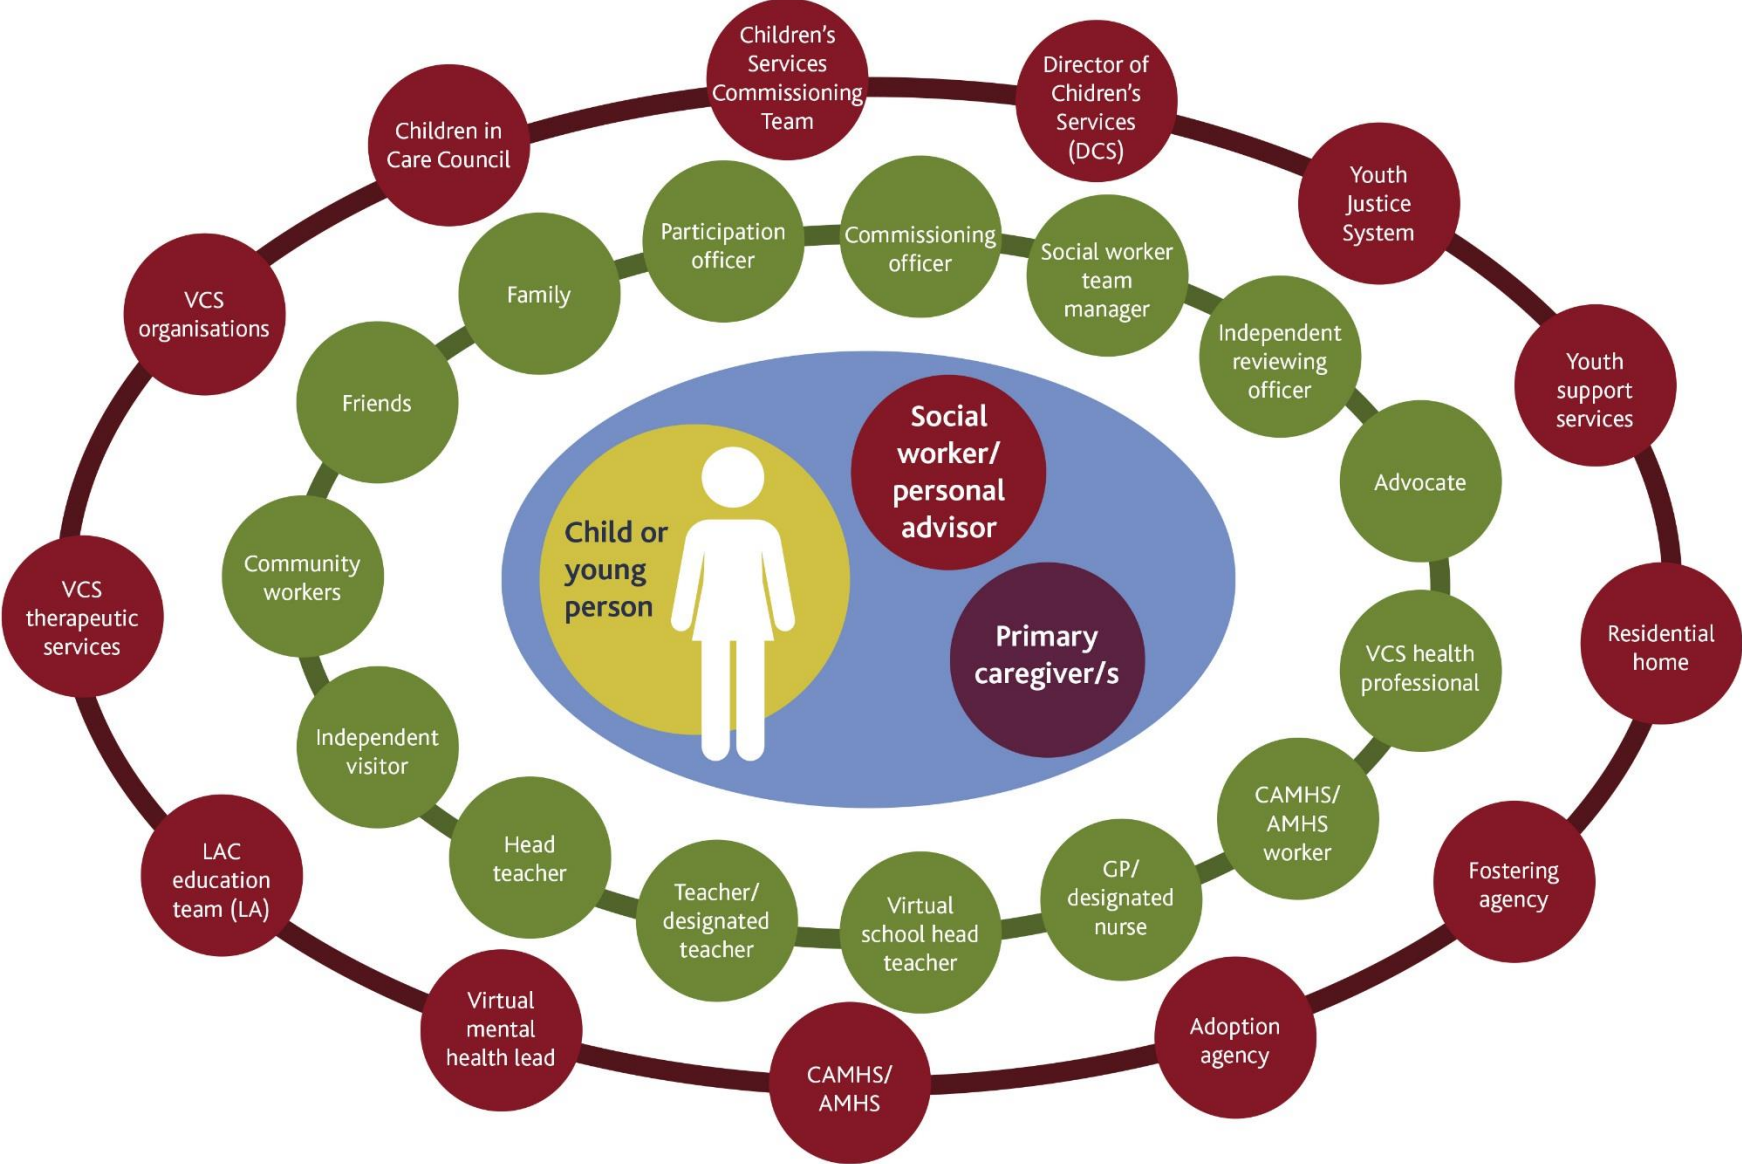 Children's
Services
Commissioning
Team
Director of
Chidren's
Services
(DCS)
Youth
Justice
System
Youth
support
services
Residential
home
Fostering
agency
Adoption
agency
CAMHS/
AMHS
Virtual
mental
health lead
LAC
education
team (LA)
VCS
therapeutic
services
VCS
organisations
Children in
Care Council
Participation
officer
Commissioning
officer
Social worker
team
manager
Independent
reviewing
officer
Advocate
VCS health
professional
CAMHS/
AMHS
worker
GP/
designated
nurse
Virtual
school head
teacher
Teacher/
designated
teacher
Head
teacher
Independent
visitor
Community
workers
Friends
Family
Child or
young
person
Social
worker/
personal
advisor
Primary
caregiver/s